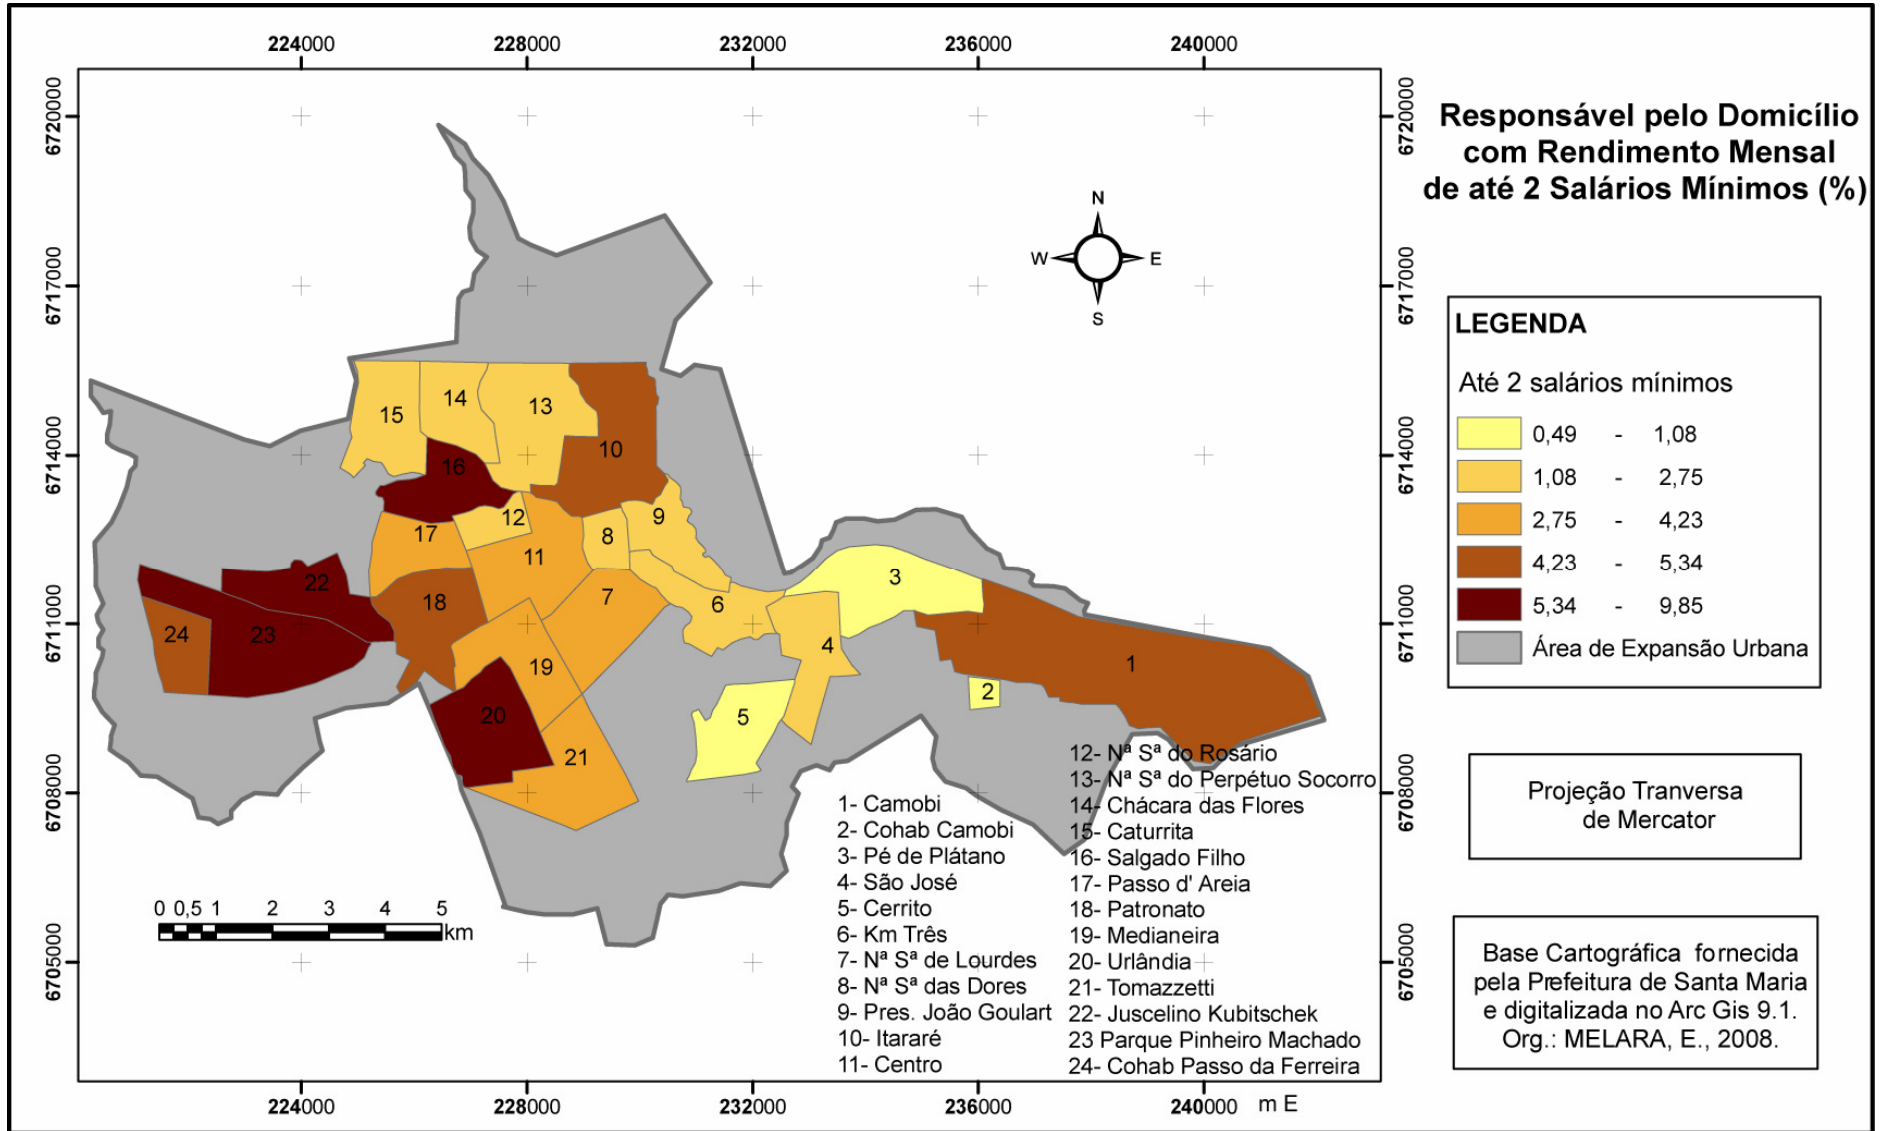 224000 228000 232000 236000 240000
6720000
6717000
6714000
6711000
6708000
6705000
6720000
6717000
6714000
6711000
6708000
6705000
N
W E
S
15
14
13
10
16
12
17
9
8
11
22
3
7
6
18
24
23
4
1
19
2
20
5
21
0 0,5 1 2 3 4 5
km
1- Camobi
2- Cohab Camobi
3- Pé de Plátano
4- São José
5- Cerrito
6- Km Três
7- Nª Sª de Lourdes
8- Nª Sª das Dores
9- Pres. João Goulart
10- Itararé
11- Centro
12- Nª Sª do Rosário
13- Nª Sª do Perpétuo Socorro
14- Chácara das Flores
15- Caturrita
16- Salgado Filho
17- Passo d' Areia
18- Patronato
19- Medianeira
20- Urlândia
21- Tomazzetti
22- Juscelino Kubitschek
23 Parque Pinheiro Machado
24- Cohab Passo da Ferreira
224000 228000 232000 236000 240000 m E
Responsável pelo Domicílio
com Rendimento Mensal
de até 2 Salários Mínimos (%)
LEGENDA
Até 2 salários mínimos
0,49 - 1,08
1,08 - 2,75
2,75 - 4,23
4,23 - 5,34
5,34 - 9,85
Área de Expansão Urbana
Projeção Tranversa
de Mercator
Base Cartográfica fornecida
pela Prefeitura de Santa Maria
e digitalizada no Arc Gis 9.1.
Org.: MELARA, E., 2008.